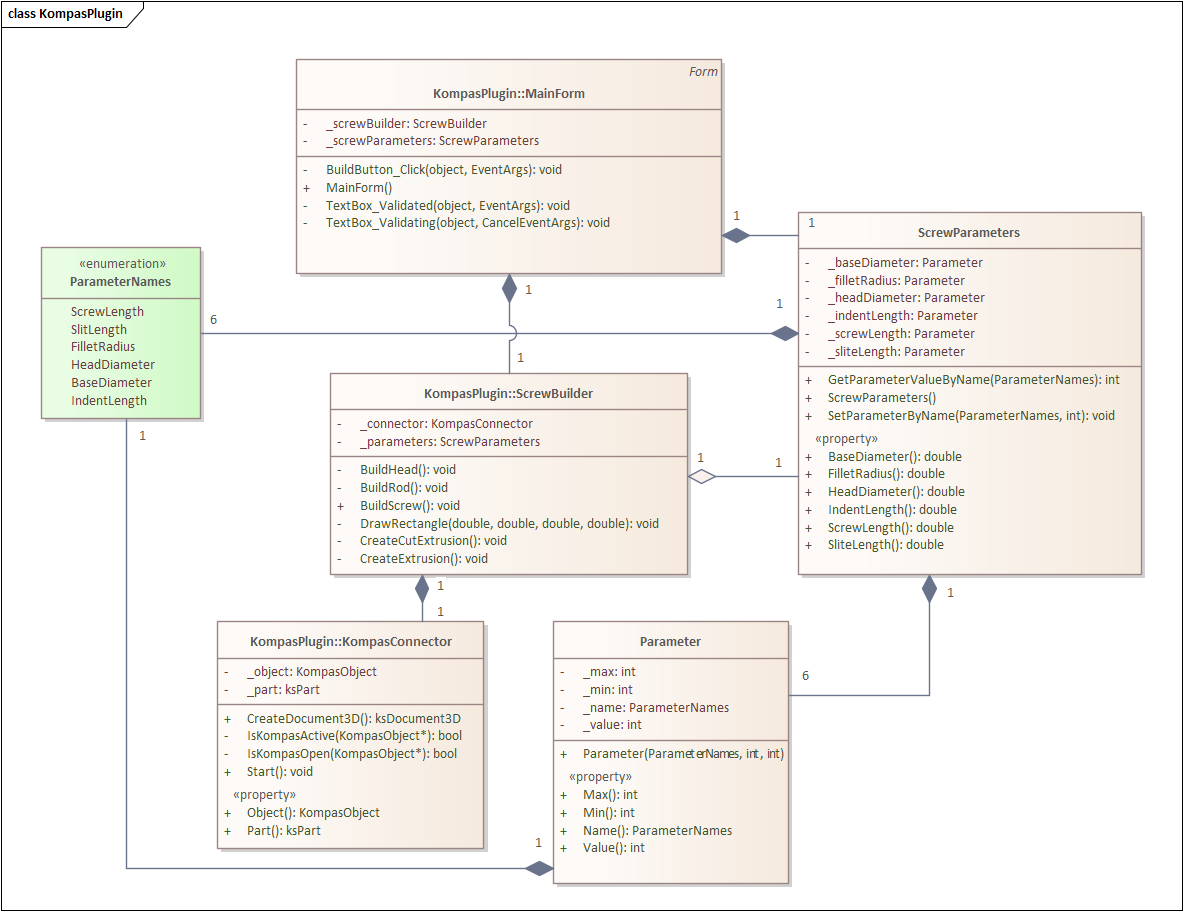 class KompasPlugin
Form
KompasPlugin::MainForm
- _screwBuilder: ScrewBuilder
- _screwParameters: ScrewParameters
- BuildButton_Click(object, EventArgs): void
+ MainForm()
- TextBox_Validated(object, EventArgs): void
- TextBox_Validating(object, CancelEventArgs): void
1
1
ScrewParameters
- _baseDiameter: Parameter
- _filletRadius: Parameter
- _headDiameter: Parameter
- _indentLength: Parameter
- _screwLength: Parameter
- _sliteLength: Parameter
+ GetParameterValueByName(ParameterNames): int
+ ScrewParameters()
+ SetParameterByName(ParameterNames, int): void
«property»
+ BaseDiameter(): double
+ FilletRadius(): double
+ HeadDiameter(): double
+ IndentLength(): double
+ ScrewLength(): double
+ SliteLength(): double
«enumeration»
ParameterNames
ScrewLength
SlitLength
FilletRadius
HeadDiameter
BaseDiameter
IndentLength
6
1
1
1
1
KompasPlugin::ScrewBuilder
- _connector: KompasConnector
- _parameters: ScrewParameters
- BuildHead(): void
- BuildRod(): void
+ BuildScrew(): void
- DrawRectangle(double, double, double, double): void
- CreateCutExtrusion(): void
- CreateExtrusion(): void
1
1
1
1
1
KompasPlugin::KompasConnector
- _object: KompasObject
- _part: ksPart
+ CreateDocument3D(): ksDocument3D
- IsKompasActive(KompasObject*): bool
- IsKompasOpen(KompasObject*): bool
+ Start(): void
«property»
+ Object(): KompasObject
+ Part(): ksPart
Parameter
- _max: int
- _min: int
- _name: ParameterNames
- _value: int
+ Parameter(ParameterNames, int, int)
«property»
+ Max(): int
+ Min(): int
+ Name(): ParameterNames
+ Value(): int
6
1